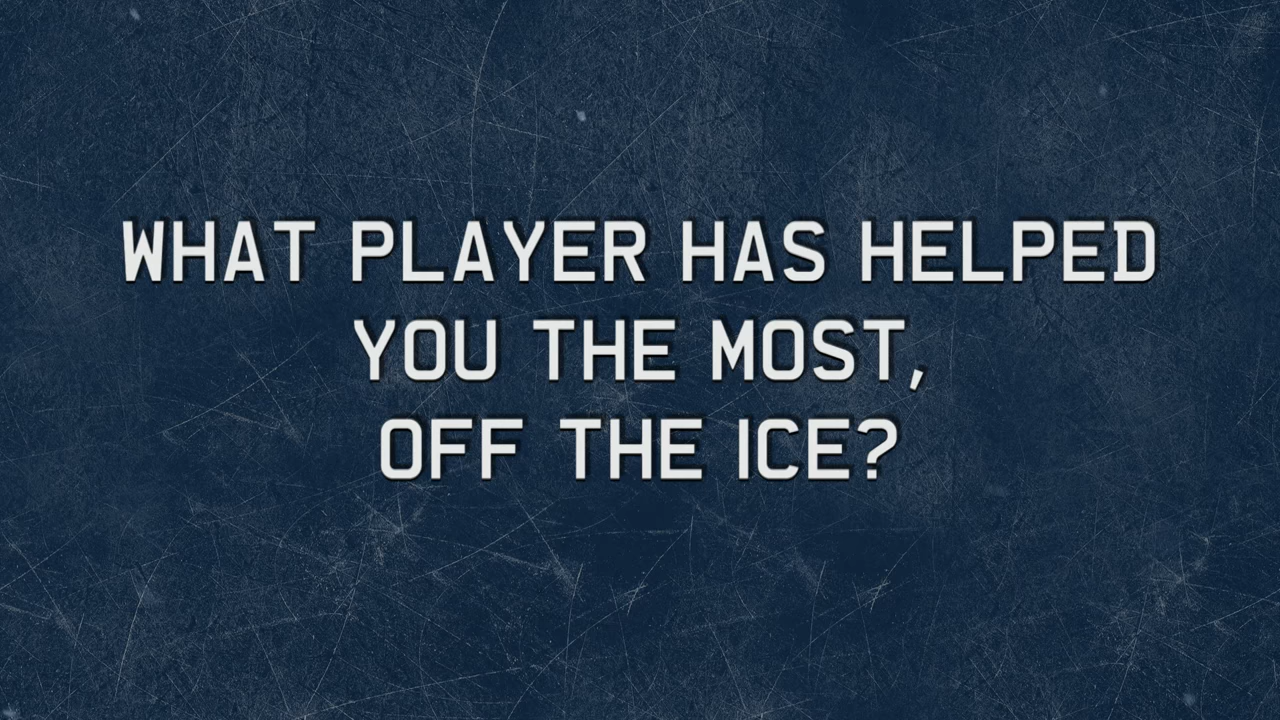 WHAT PLAYER HAS HELPED
YOU THE MOST,
OFF THE ICE?